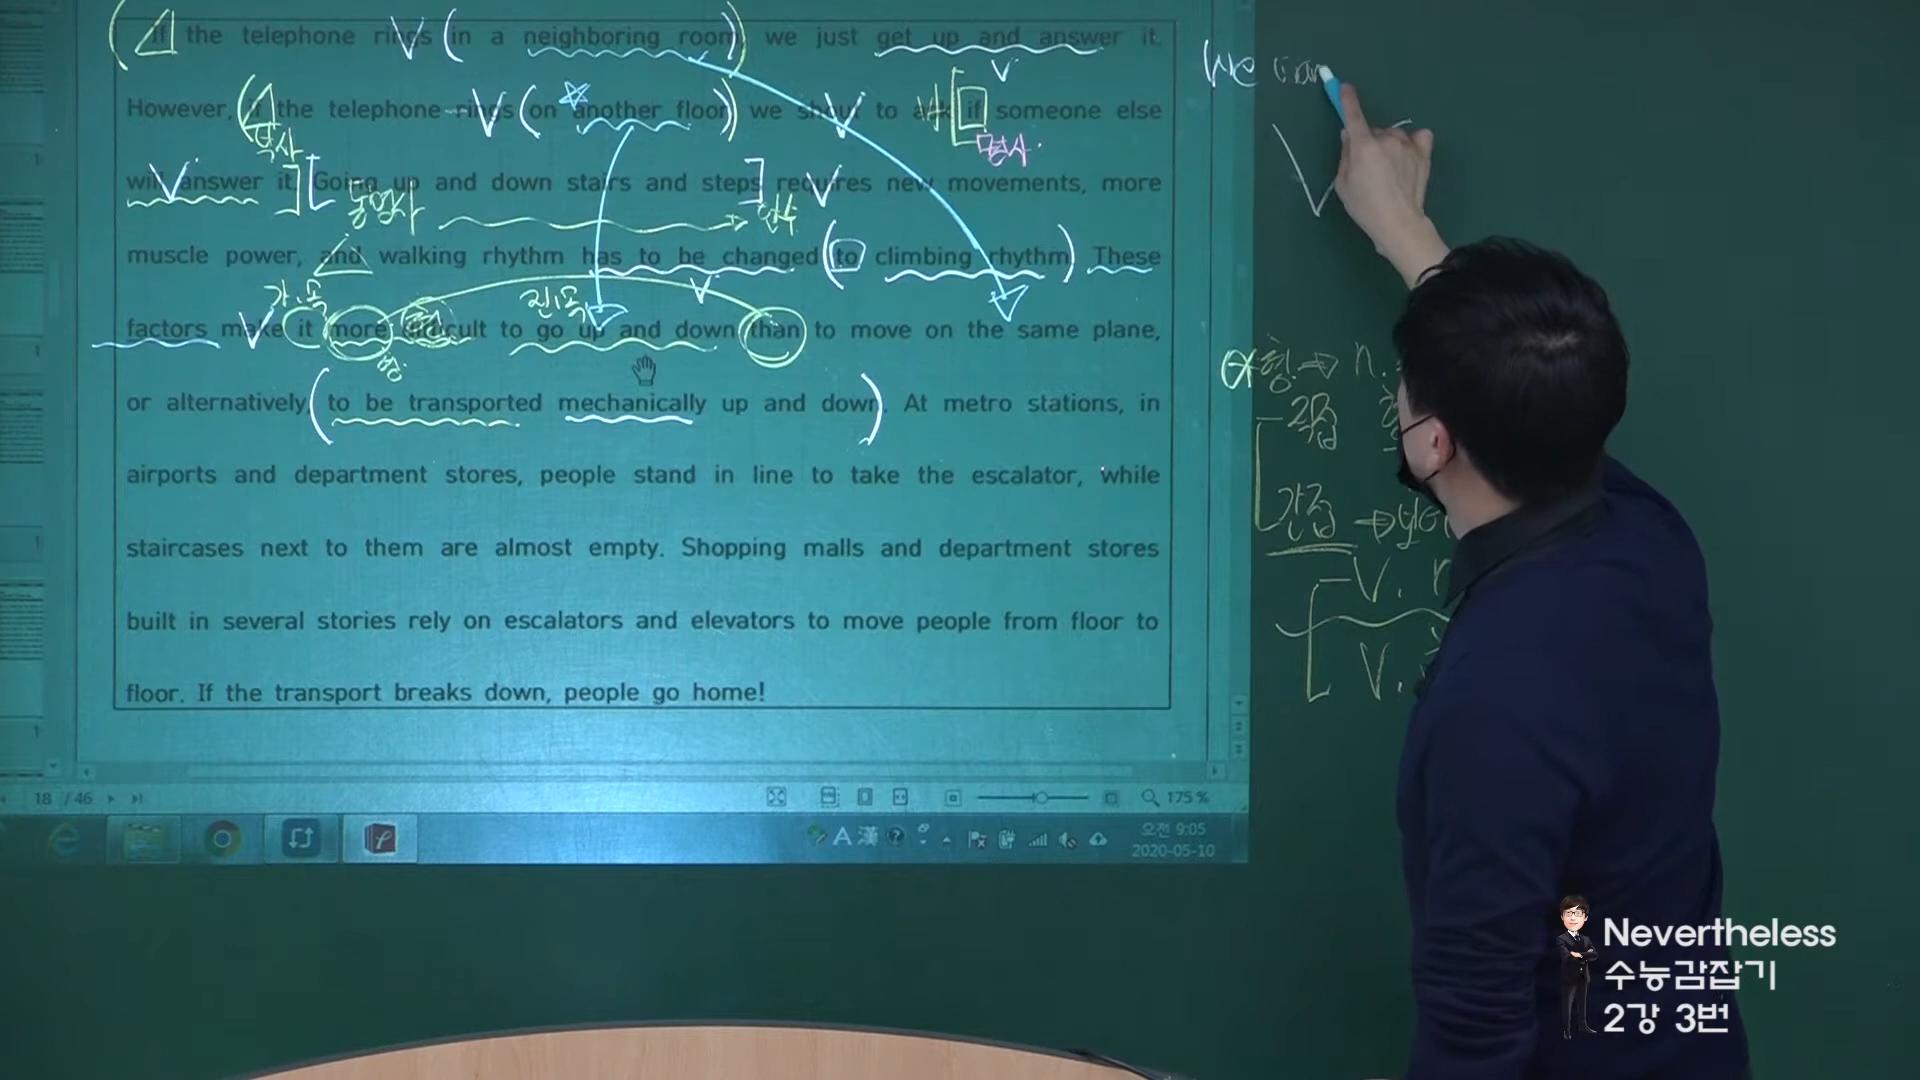 If the telephone rings in a neighboring room we just get up and answer it.
However, if the telephone rings on another floor we shout to ask if someone else
will answer it. Going up and down stairs and steps requires new movements, more
muscle power, and walking rhythm has to be changed to climbing rhythm. These
factors make it more difficult to go up and down than to move on the same plane,
or alternatively, to be transported mechanically up and down. At metro stations, in
airports and department stores, people stand in line to take the escalator, while
staircases next to them are almost empty. Shopping malls and department stores
built in several stories rely on escalators and elevators to move people from floor to
floor. If the transport breaks down, people go home!
V
V
V
V
부사
명사
V
동명사
단수
V
가.목
진.목
V
V
We can
V
형 → n.
간접
V.
V.
18 / 46
175 %
A 漢
오전 9:05
2020-05-10
Nevertheless
수능감잡기
2강 3번